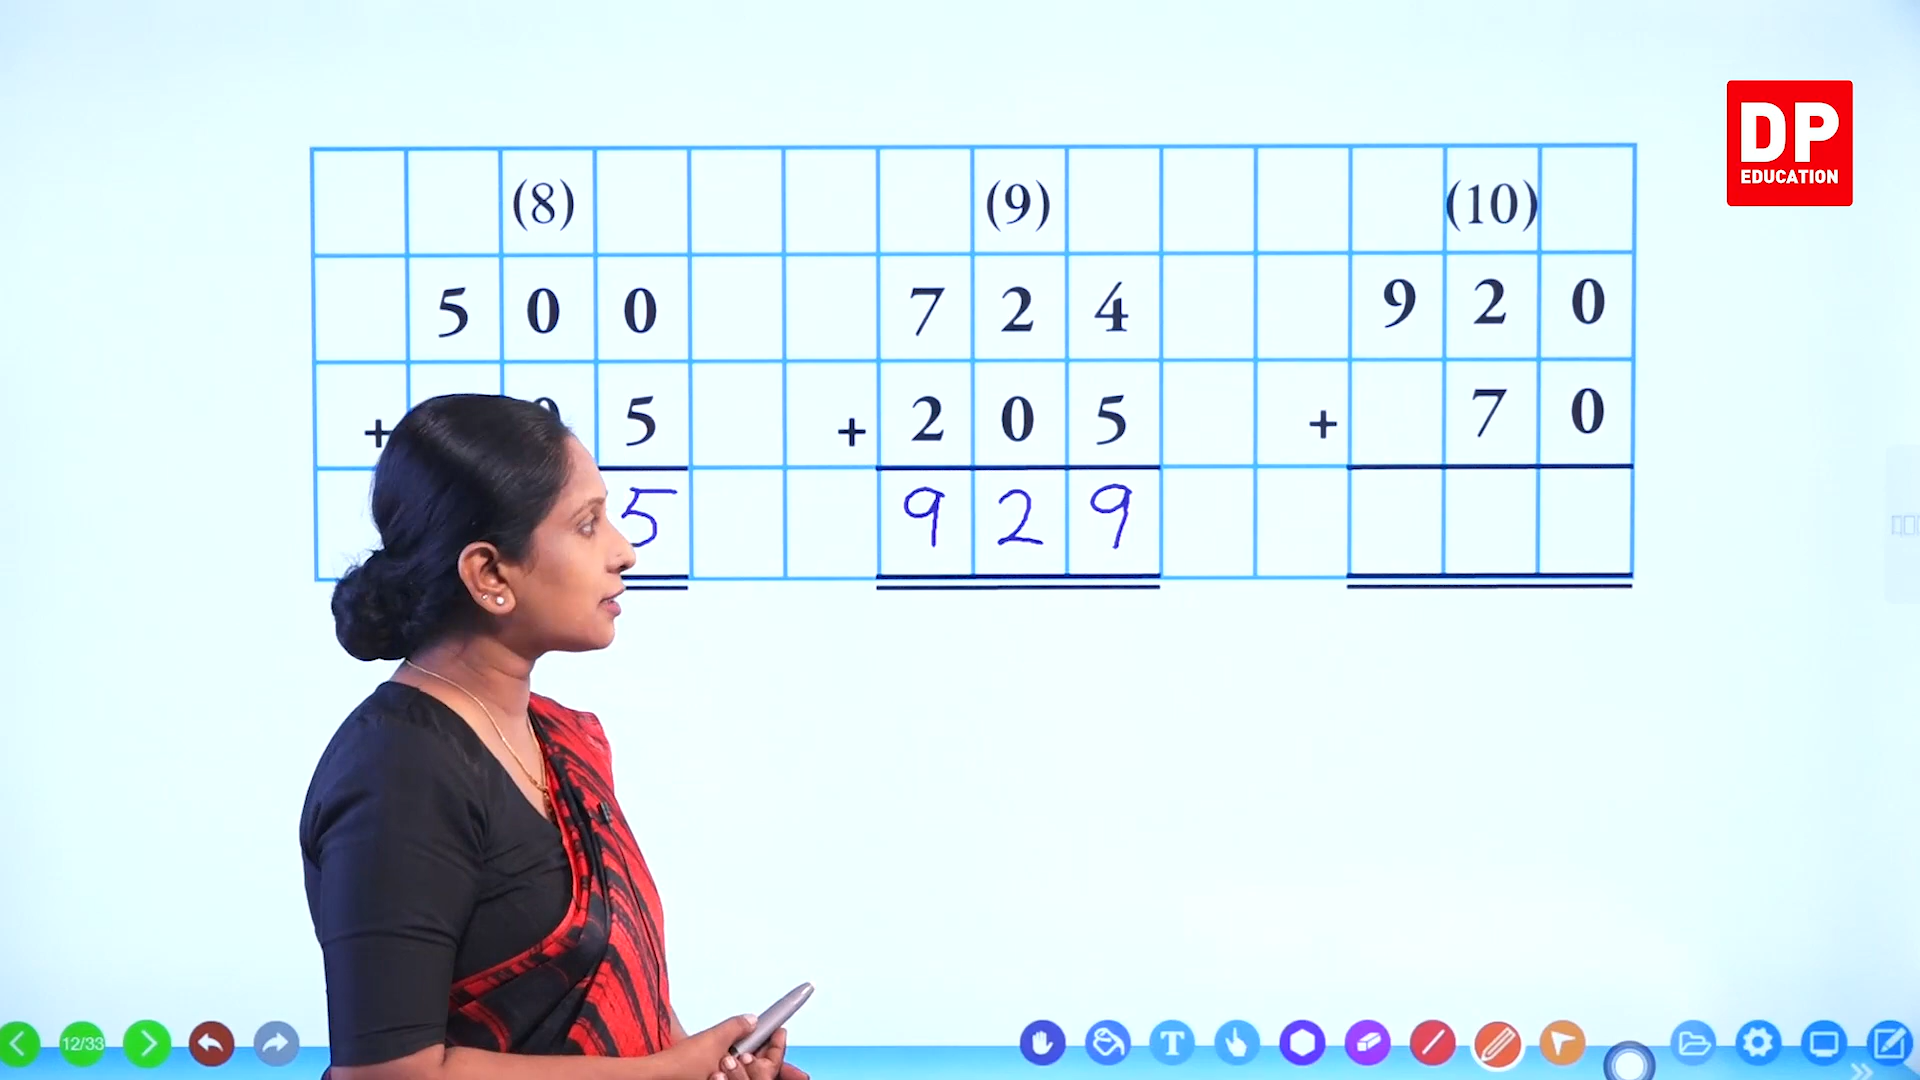 DP
EDUCATION
(8) (9) (10)
5 0 0 7 2 4 9 2 0
+ 0 5 + 2 0 5 + 7 0
5 9 2 9
12/33
T